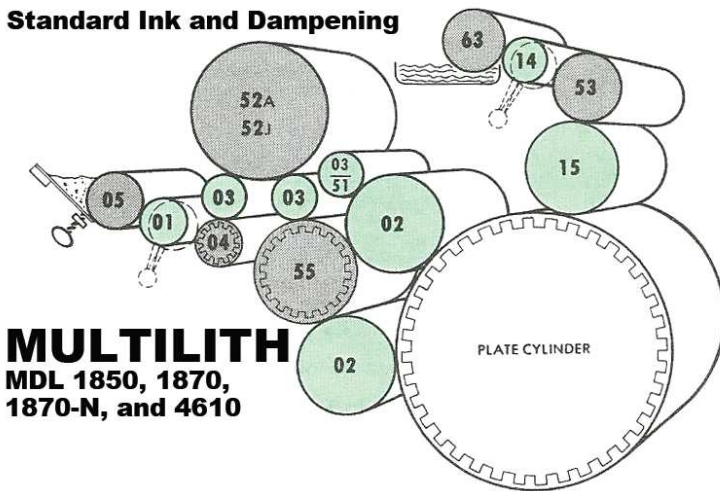 Standard Ink and Dampening
63
14
53
52A
52J
03
51
15
05
01
03
03
02
04
55
02
PLATE CYLINDER
MULTILITH
MDL 1850, 1870,
1870-N, and 4610